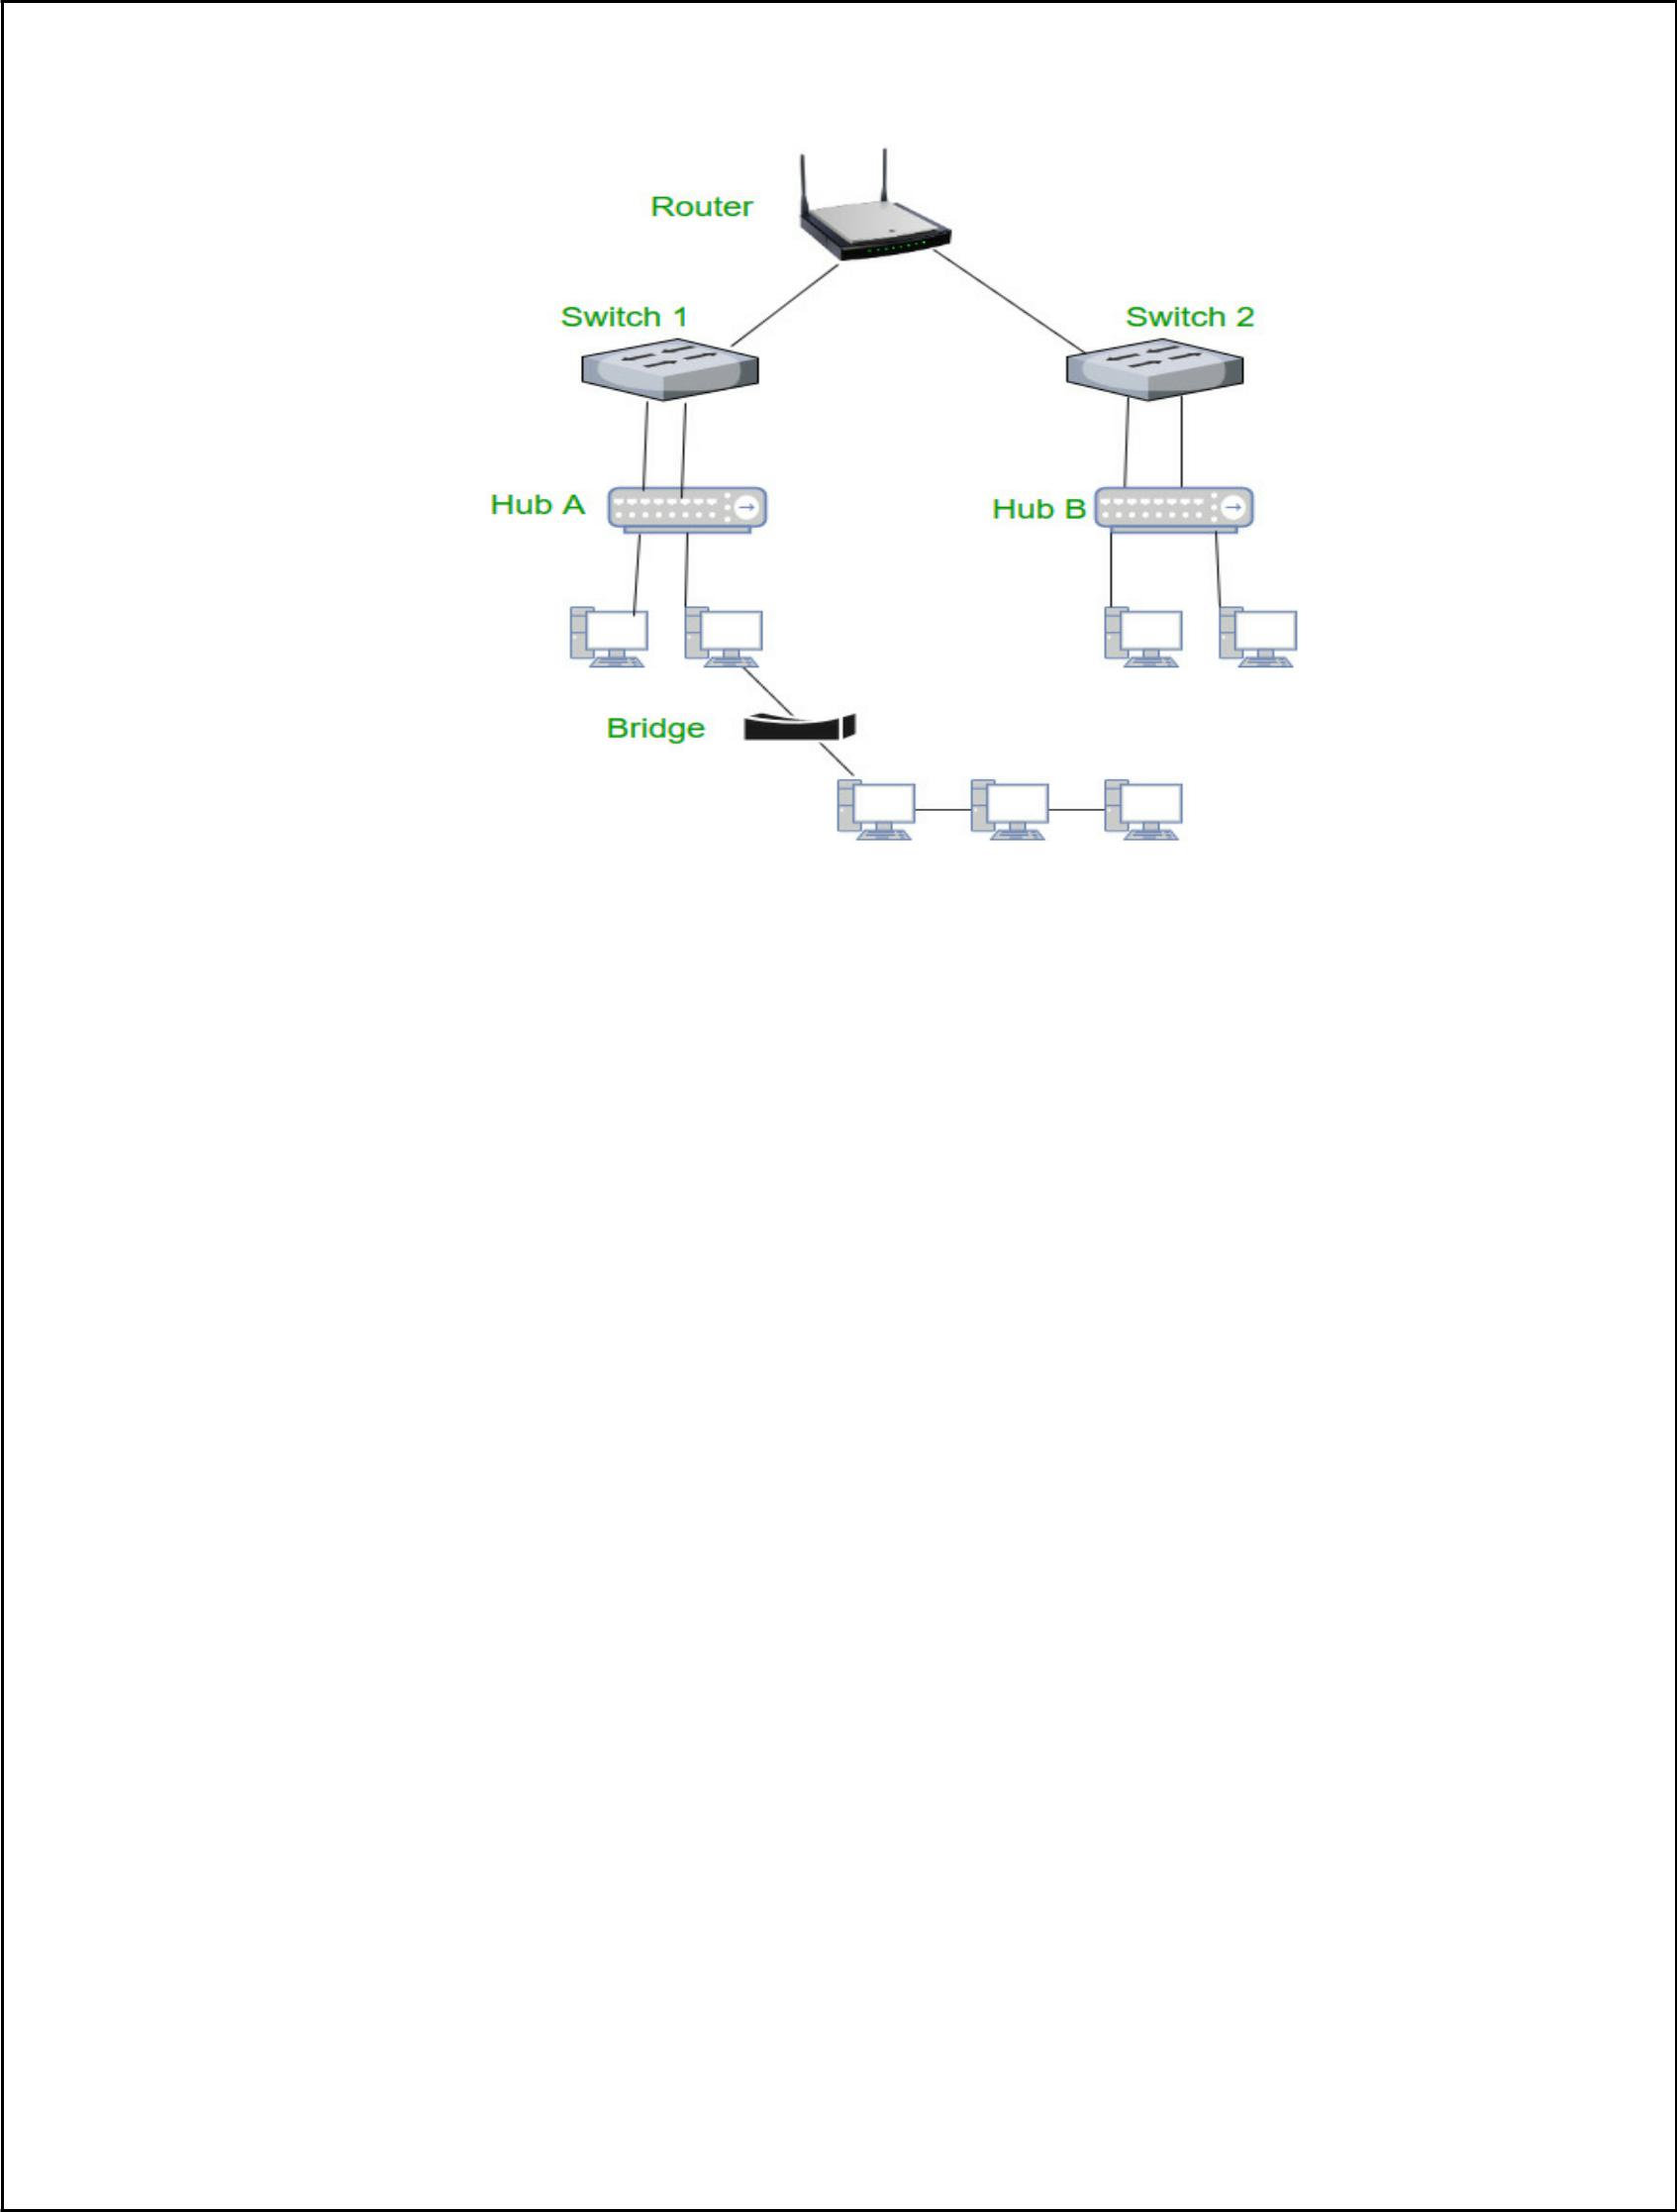 Router
Switch 1
Switch 2
Hub A
Hub B
Bridge